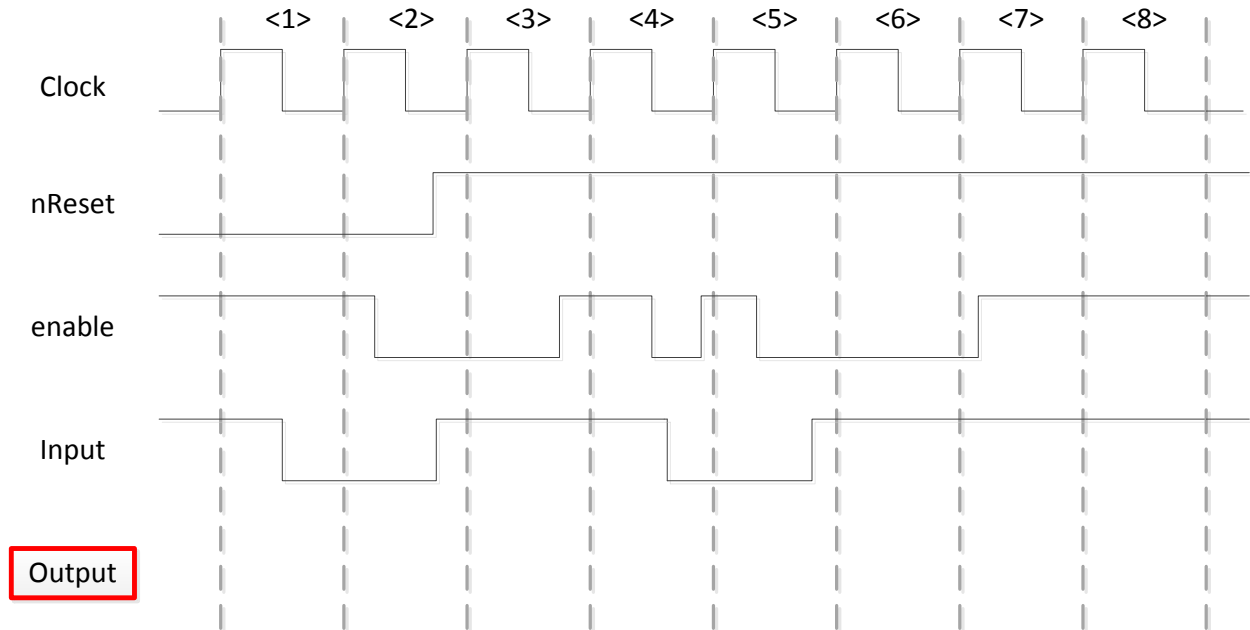 <1> <2> <3> <4> <5> <6> <7> <8>
Clock
nReset
enable
Input
Output